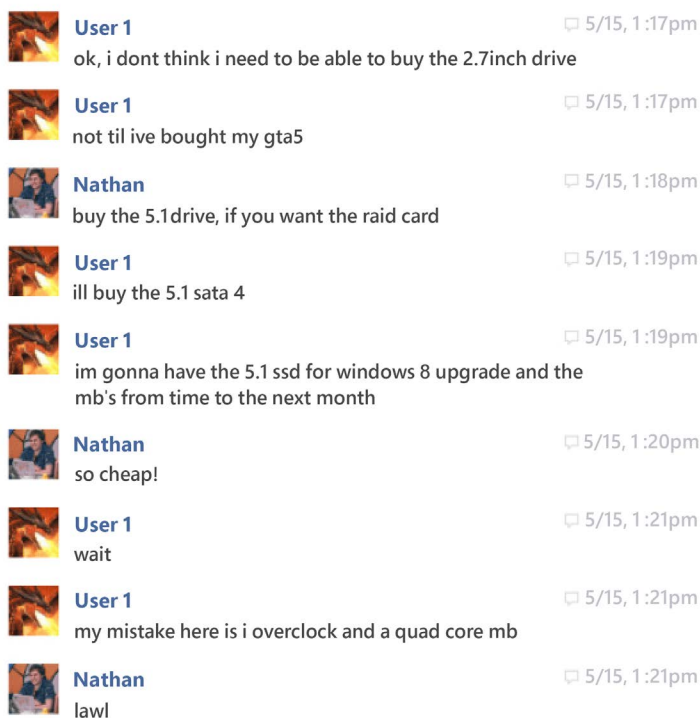 User 1
5/15, 1:17pm
ok, i dont think i need to be able to buy the 2.7inch drive
User 1
5/15, 1:17pm
not til ive bought my gta5
Nathan
5/15, 1:18pm
buy the 5.1drive, if you want the raid card
User 1
5/15, 1:19pm
ill buy the 5.1 sata 4
User 1
5/15, 1:19pm
im gonna have the 5.1 ssd for windows 8 upgrade and the
mb's from time to the next month
Nathan
5/15, 1:20pm
so cheap!
User 1
5/15, 1:21pm
wait
User 1
5/15, 1:21pm
my mistake here is i overclock and a quad core mb
Nathan
5/15, 1:21pm
lawl